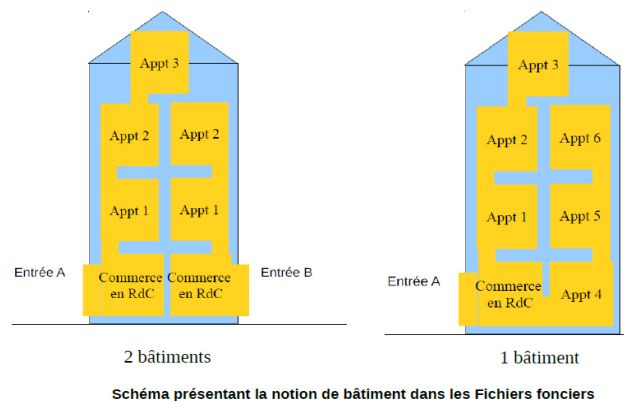 Appt 3
Appt 2
Appt 2
Appt 1
Appt 1
Entrée A
Commerce
en RdC
Commerce
en RdC
Entrée B
2 bâtiments
Appt 3
Appt 2
Appt 6
Appt 1
Appt 5
Entrée A
Commerce
en RdC
Appt 4
1 bâtiment
Schéma présentant la notion de bâtiment dans les Fichiers fonciers